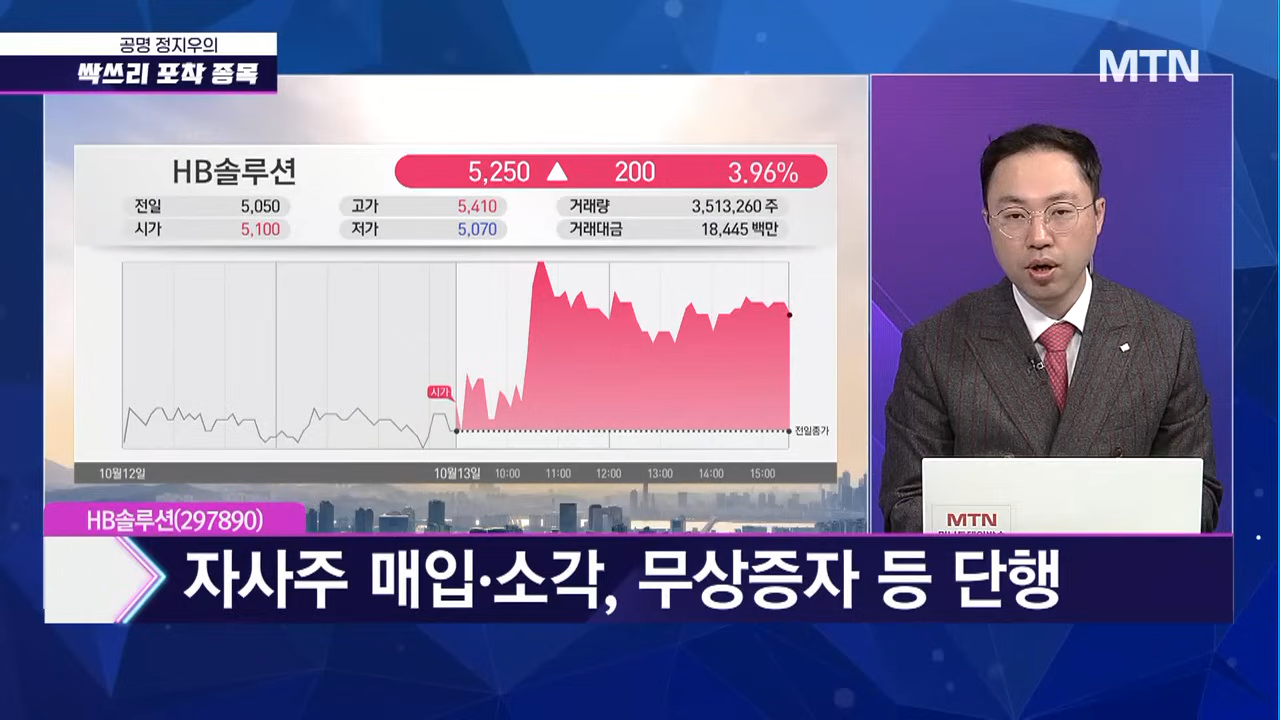 공명 정지우의
싹쓰리 포착 종목
MTN
HB솔루션 5,250 ▲ 200 3.96%
전일 5,050 고가 5,410 거래량 3,513,260 주
시가 5,100 저가 5,070 거래대금 18,445 백만
시가
전일종가
10월12일 10월13일 10:00 11:00 12:00 13:00 14:00 15:00
HB솔루션(297890)
MTN
자사주 매입·소각, 무상증자 등 단행